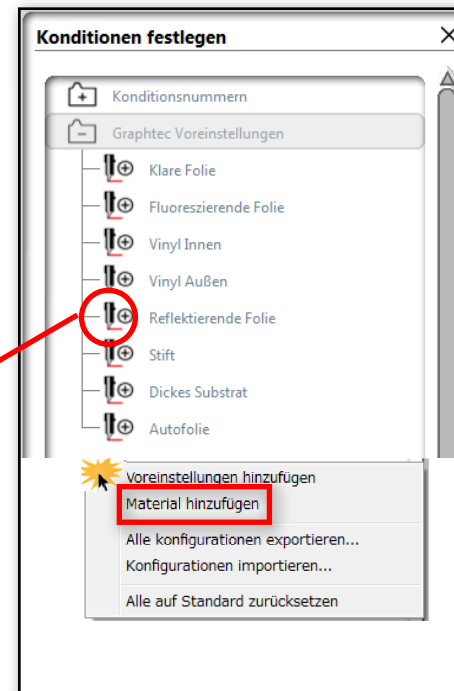 Konditionen festlegen
Konditionsnummern
Graphtec Voreinstellungen
Klare Folie
Fluoreszierende Folie
Vinyl Innen
Vinyl Außen
Reflektierende Folie
Stift
Dickes Substrat
Autofolie
Voreinstellungen hinzufügen
Material hinzufügen
Alle konfigurationen exportieren...
Konfigurationen importieren...
Alle auf Standard zurücksetzen